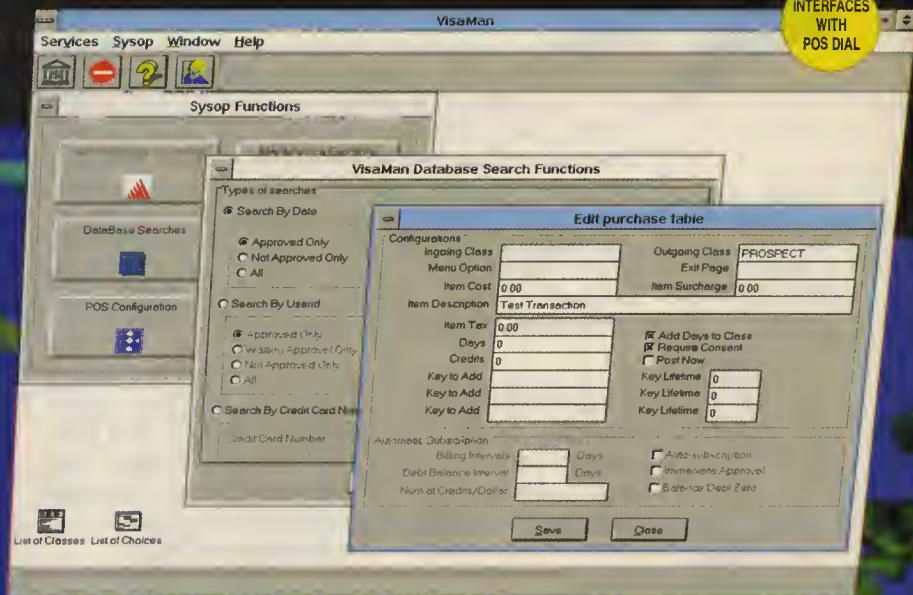 INTERFACES
WITH
POS DIAL
VisaMan
Services Sysop Window Help
Sysop Functions
DataBase Searches
POS Configuration
List of Classes List of Choices
VisaMan Database Search Functions
Types of searches
Search By Date
Approved Only
Not Approved Only
All
Search By Userid
Approved Only
Waiting Approval Only
Not Approved Only
All
Search By Credit Card
Credit Card Number
Edit purchase table
Configurations
Ingoing Class
Outgoing Class PROSPECT
Menu Option
Exit Page
Item Cost 0.00
Item Surcharge 0.00
Item Description Test Transaction
Item Tax 0.00
Days 0
Credits 0
Key to Add
Key to Add
Key to Add
Add Days to Class
Require Consent
Post Now
Key Lifetime 0
Key Lifetime 0
Key Lifetime 0
Automatic Subscription
Billing Intervals Days
Debt Balance Interval Days
Num of Credits/Dollar
Auto-subscription
Immediate Approval
Balance Debt Zero
Save Close